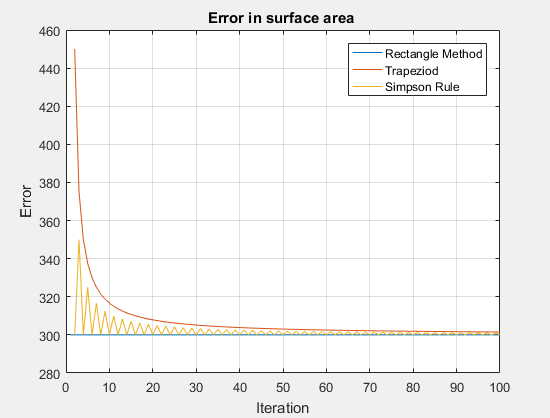 Error in surface area
460
440
420
400
380
360
340
320
300
280
Error
Rectangle Method
Trapeziod
Simpson Rule
0 10 20 30 40 50 60 70 80 90 100
Iteration